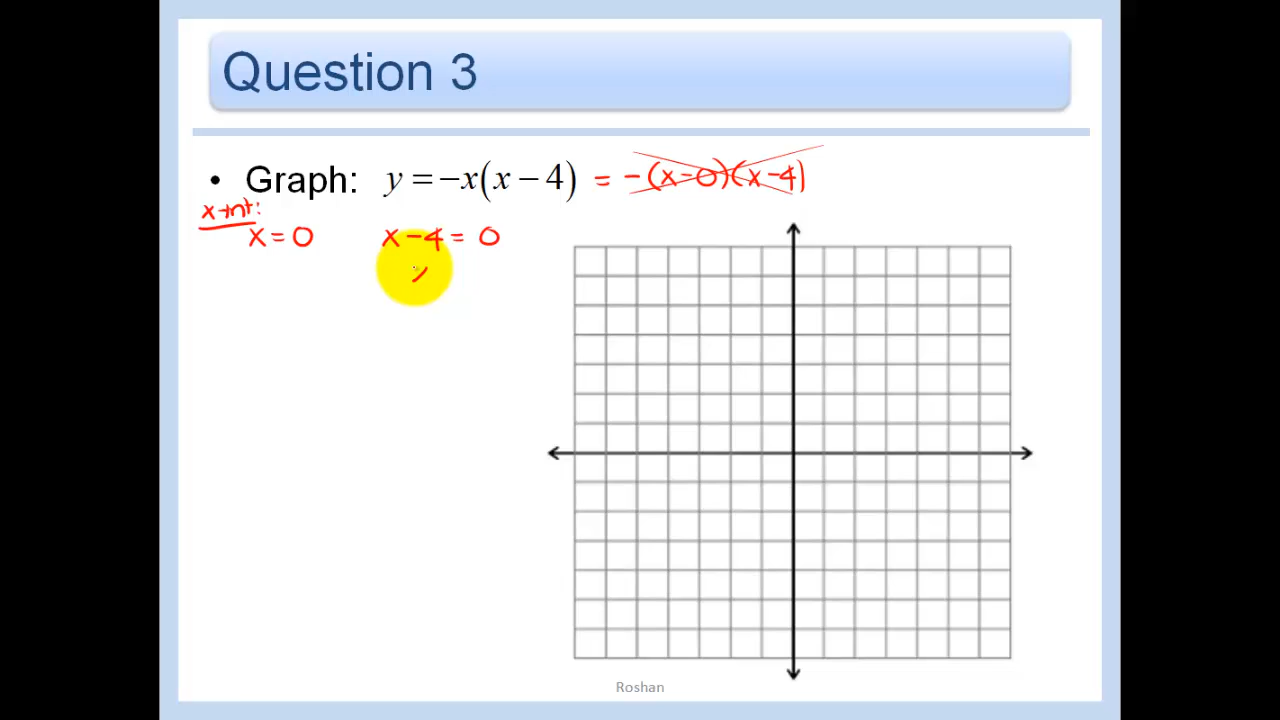 Question 3
• Graph: y = −x(x − 4) = −(x−0)(x−4)
x-int:
x = 0 x − 4 = 0
Roshan